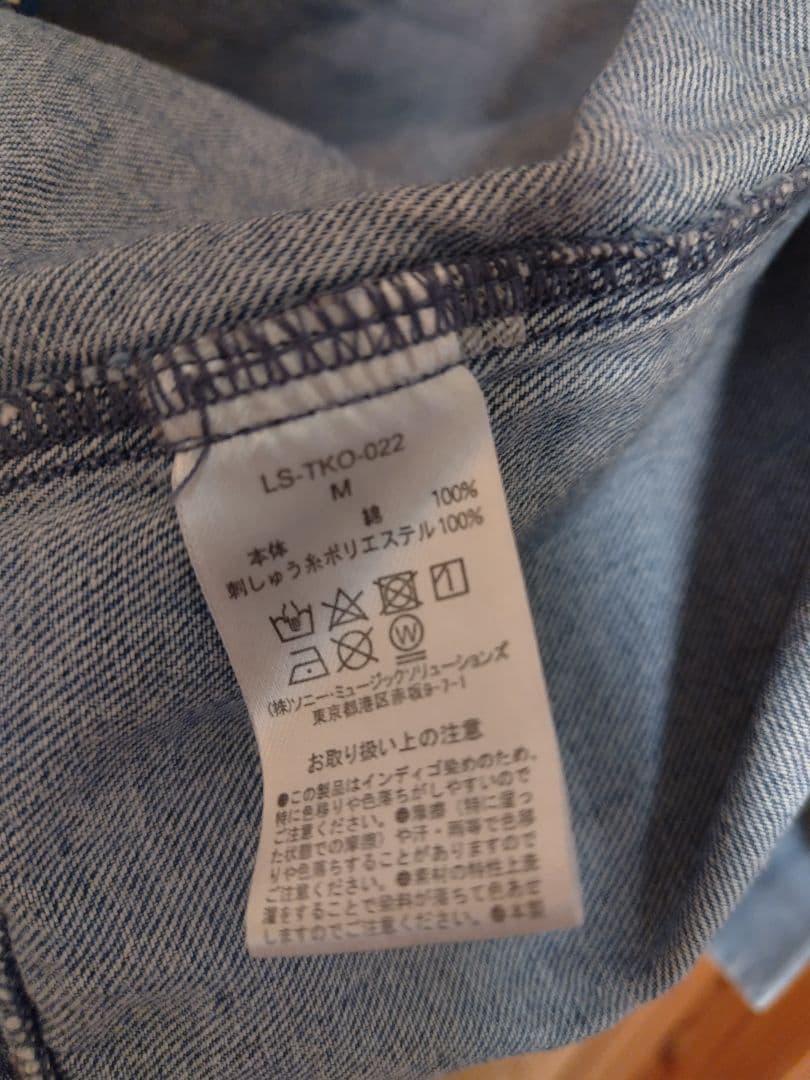 LS-TKO-022
M
本体 綿 100%
刺しゅう糸ポリエステル100%
W
(株)ソニー・ミュージックソリューションズ
東京都港区赤坂9-7-1
お取り扱い上の注意
●この製品はインディゴ染めのため、
特に色移りや色落ちがしやすいので
ご注意ください。●摩擦(特に湿っ
た状態での摩擦)や汗・雨等で色移
りや色落ちすることがありますので
ご注意ください。●素材の特性上洗
濯をすることで染料が落ちて色あせ
しますのでご注意ください。●本製